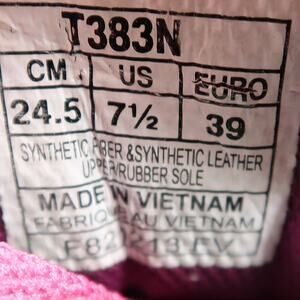 T383N
CM US EURO
24.5 7½ 39
SYNTHETIC FIBER &SYNTHETIC LEATHER
UPPER/RUBBER SOLE
MADE IN VIETNAM
FABRIQUE AU VIETNAM